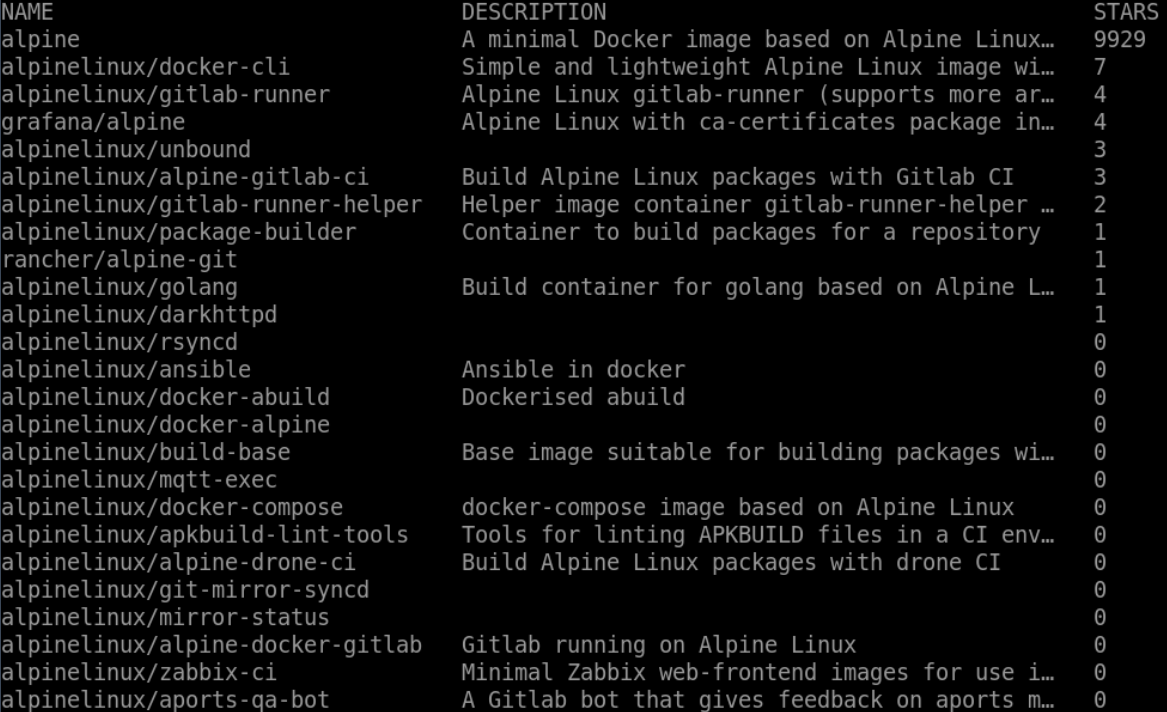 NAME DESCRIPTION STARS
alpine A minimal Docker image based on Alpine Linux… 9929
alpinelinux/docker-cli Simple and lightweight Alpine Linux image wi… 7
alpinelinux/gitlab-runner Alpine Linux gitlab-runner (supports more ar… 4
grafana/alpine Alpine Linux with ca-certificates package in… 4
alpinelinux/unbound 3
alpinelinux/alpine-gitlab-ci Build Alpine Linux packages with Gitlab CI 3
alpinelinux/gitlab-runner-helper Helper image container gitlab-runner-helper … 2
alpinelinux/package-builder Container to build packages for a repository 1
rancher/alpine-git 1
alpinelinux/golang Build container for golang based on Alpine L… 1
alpinelinux/darkhttpd 1
alpinelinux/rsyncd 0
alpinelinux/ansible Ansible in docker 0
alpinelinux/docker-abuild Dockerised abuild 0
alpinelinux/docker-alpine 0
alpinelinux/build-base Base image suitable for building packages wi… 0
alpinelinux/mqtt-exec 0
alpinelinux/docker-compose docker-compose image based on Alpine Linux 0
alpinelinux/apkbuild-lint-tools Tools for linting APKBUILD files in a CI env… 0
alpinelinux/alpine-drone-ci Build Alpine Linux packages with drone CI 0
alpinelinux/git-mirror-syncd 0
alpinelinux/mirror-status 0
alpinelinux/alpine-docker-gitlab Gitlab running on Alpine Linux 0
alpinelinux/zabbix-ci Minimal Zabbix web-frontend images for use i… 0
alpinelinux/aports-qa-bot A Gitlab bot that gives feedback on aports m… 0